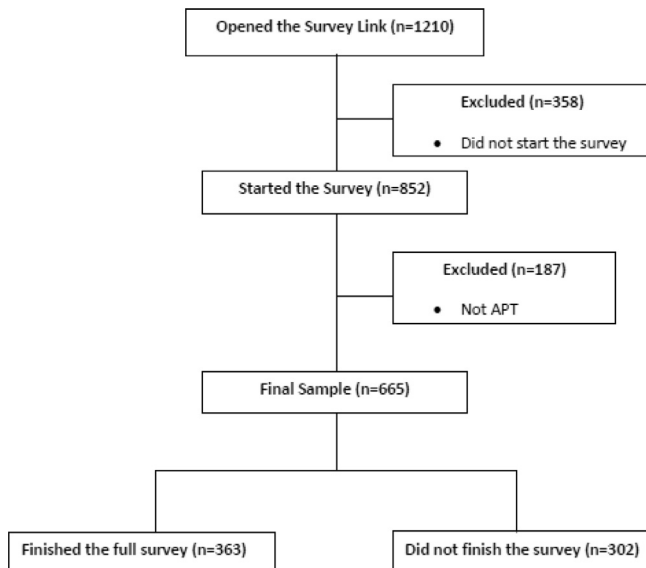 Opened the Survey Link (n=1210)
Excluded (n=358)
• Did not start the survey
Started the Survey (n=852)
Excluded (n=187)
• Not APT
Final Sample (n=665)
Finished the full survey (n=363)
Did not finish the survey (n=302)